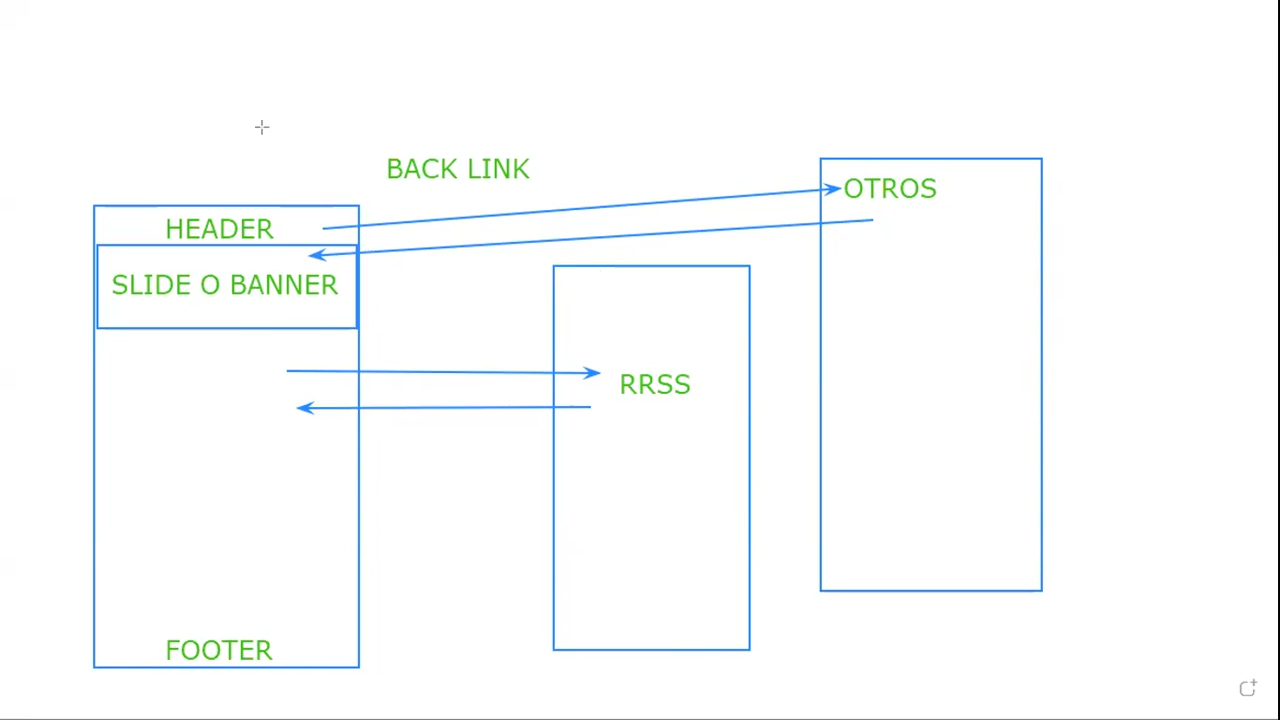 BACK LINK
OTROS
HEADER
SLIDE O BANNER
RRSS
FOOTER